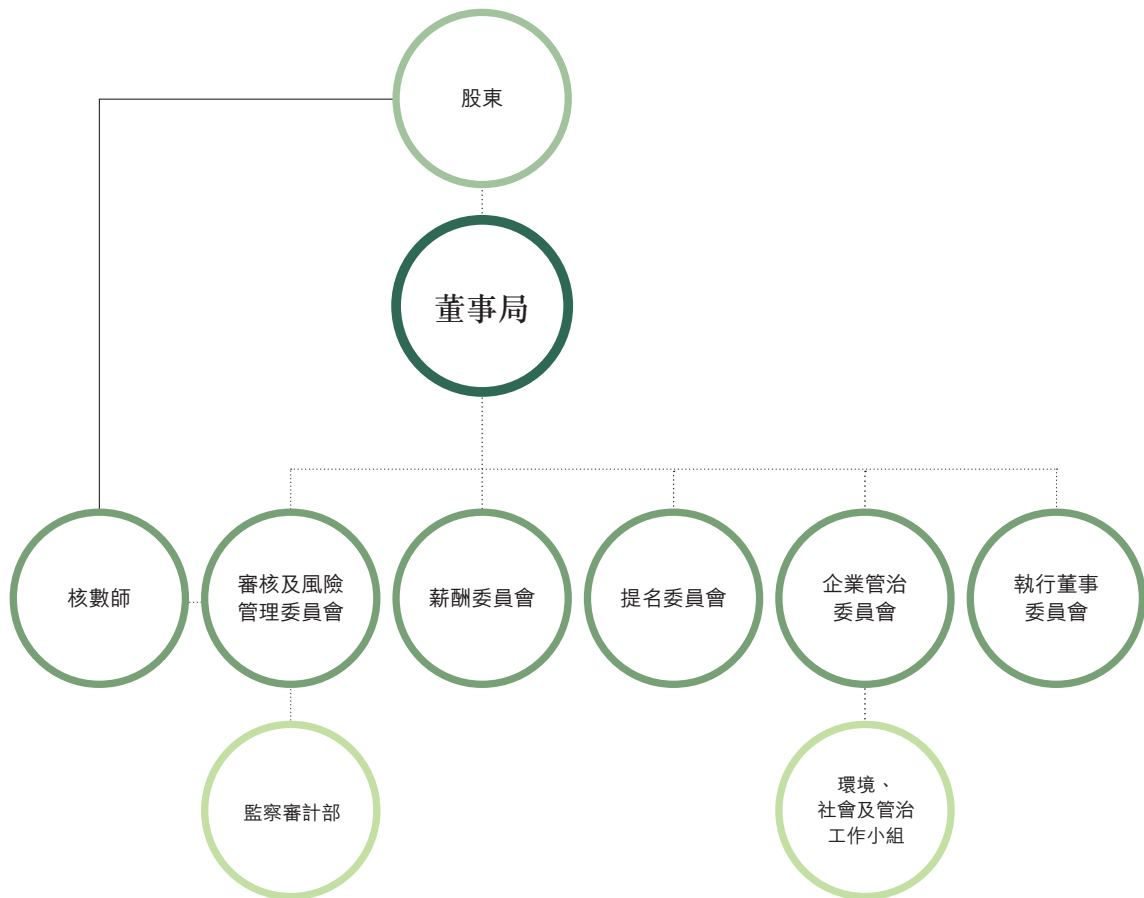 股東
董事局
核數師
審核及風險
管理委員會
薪酬委員會
提名委員會
企業管治
委員會
執行董事
委員會
監察審計部
環境、
社會及管治
工作小組